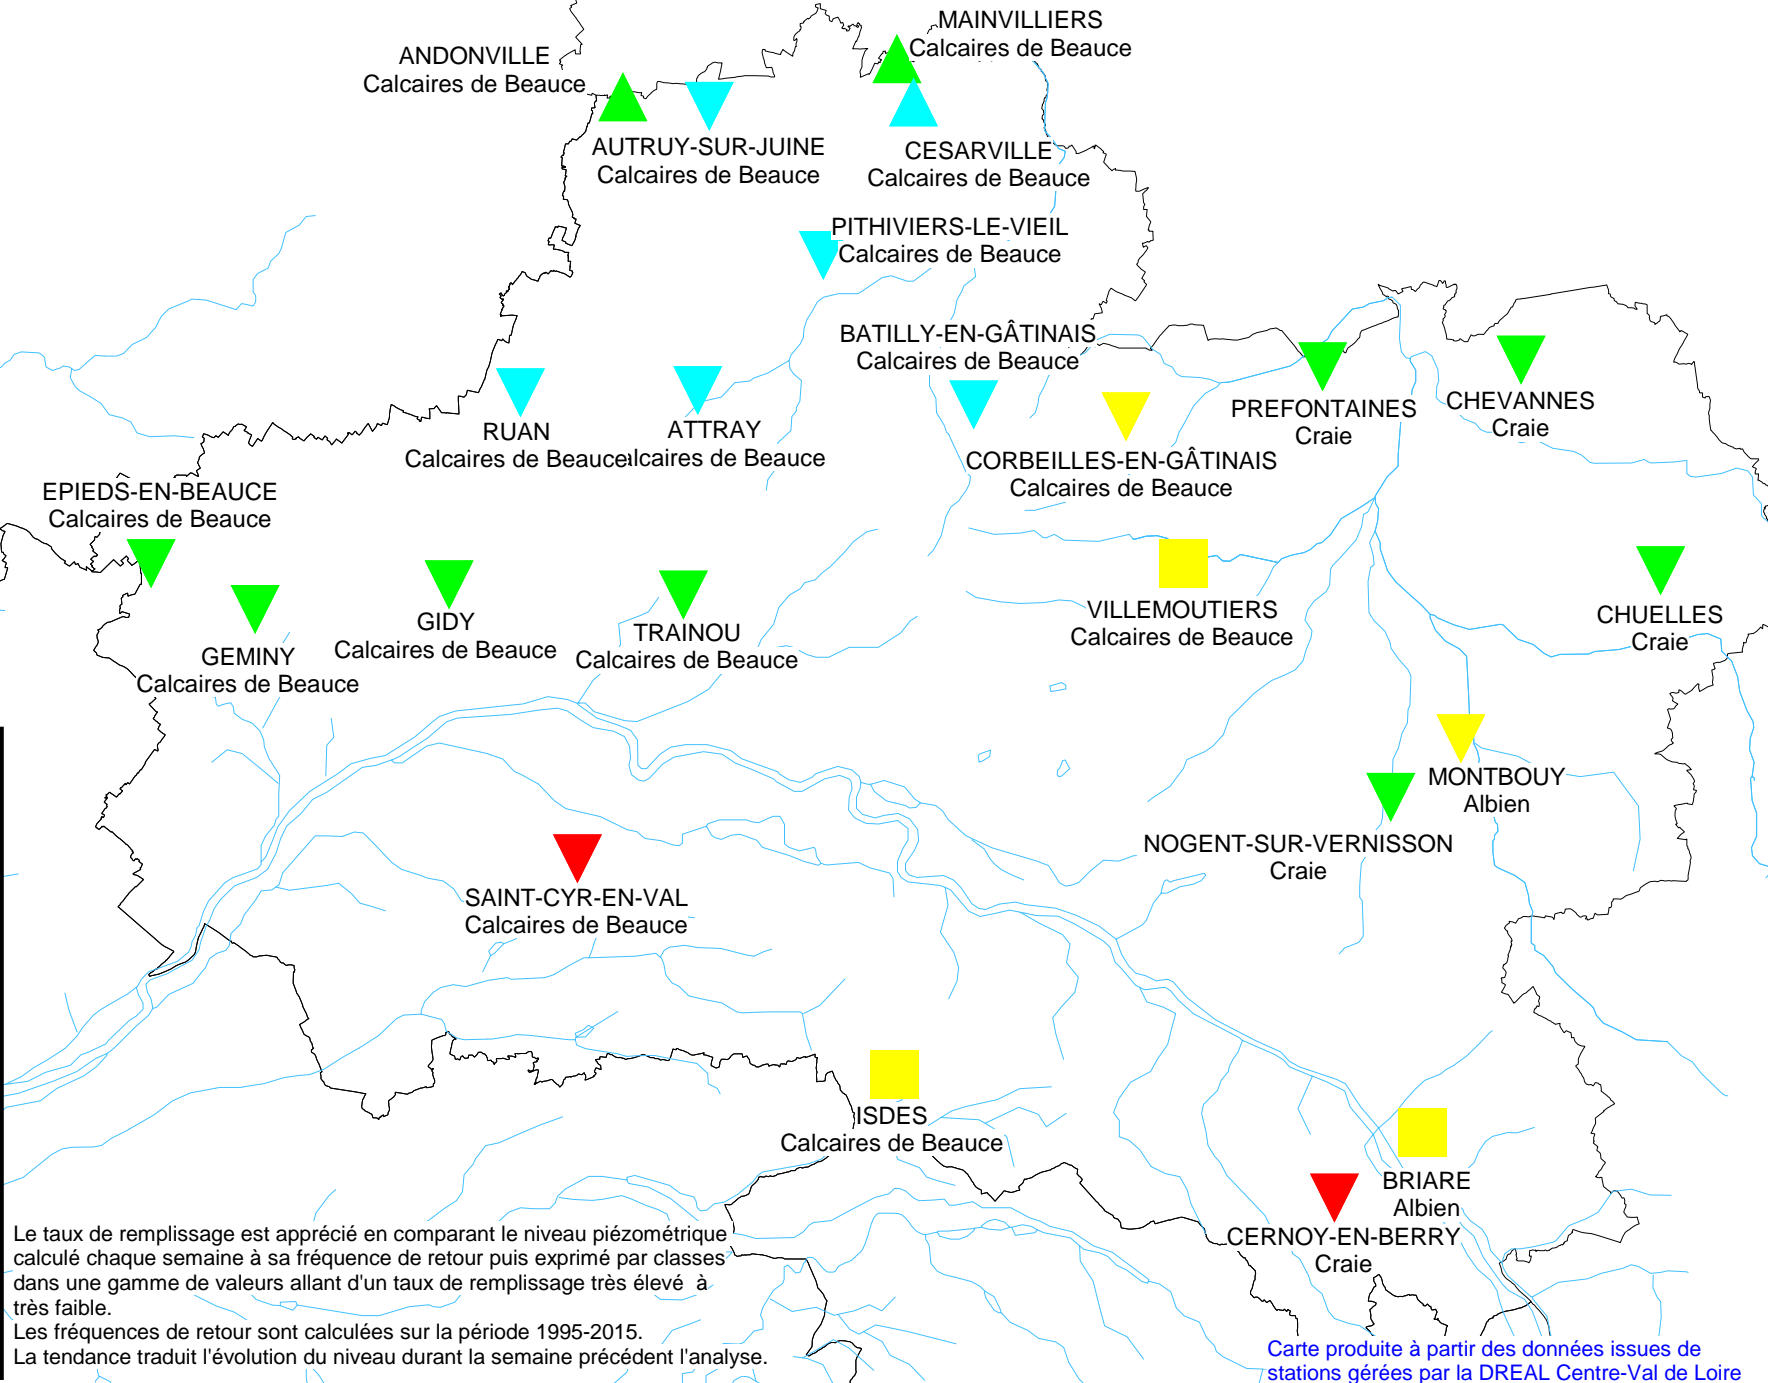 MAINVILLIERS
Calcaires de Beauce
ANDONVILLE
Calcaires de Beauce
AUTRUY-SUR-JUINE
Calcaires de Beauce
CESARVILLE
Calcaires de Beauce
PITHIVIERS-LE-VIEIL
Calcaires de Beauce
BATILLY-EN-GÂTINAIS
Calcaires de Beauce
RUAN
Calcaires de Beauce
ATTRAY
alcaires de Beauce
PREFONTAINES
Craie
CHEVANNES
Craie
CORBEILLES-EN-GÂTINAIS
Calcaires de Beauce
EPIEDS-EN-BEAUCE
Calcaires de Beauce
GEMINY
Calcaires de Beauce
GIDY
Calcaires de Beauce
TRAINOU
Calcaires de Beauce
VILLEMOUTIERS
Calcaires de Beauce
CHUELLES
Craie
MONTBOUY
Albien
NOGENT-SUR-VERNISSON
Craie
SAINT-CYR-EN-VAL
Calcaires de Beauce
ISDES
Calcaires de Beauce
BRIARE
Albien
CERNOY-EN-BERRY
Craie
Le taux de remplissage est apprécié en comparant le niveau piézométrique
calculé chaque semaine à sa fréquence de retour puis exprimé par classes
dans une gamme de valeurs allant d'un taux de remplissage très élevé à
très faible.
Les fréquences de retour sont calculées sur la période 1995-2015.
La tendance traduit l'évolution du niveau durant la semaine précédent l'analyse.
Carte produite à partir des données issues de
stations gérées par la DREAL Centre-Val de Loire